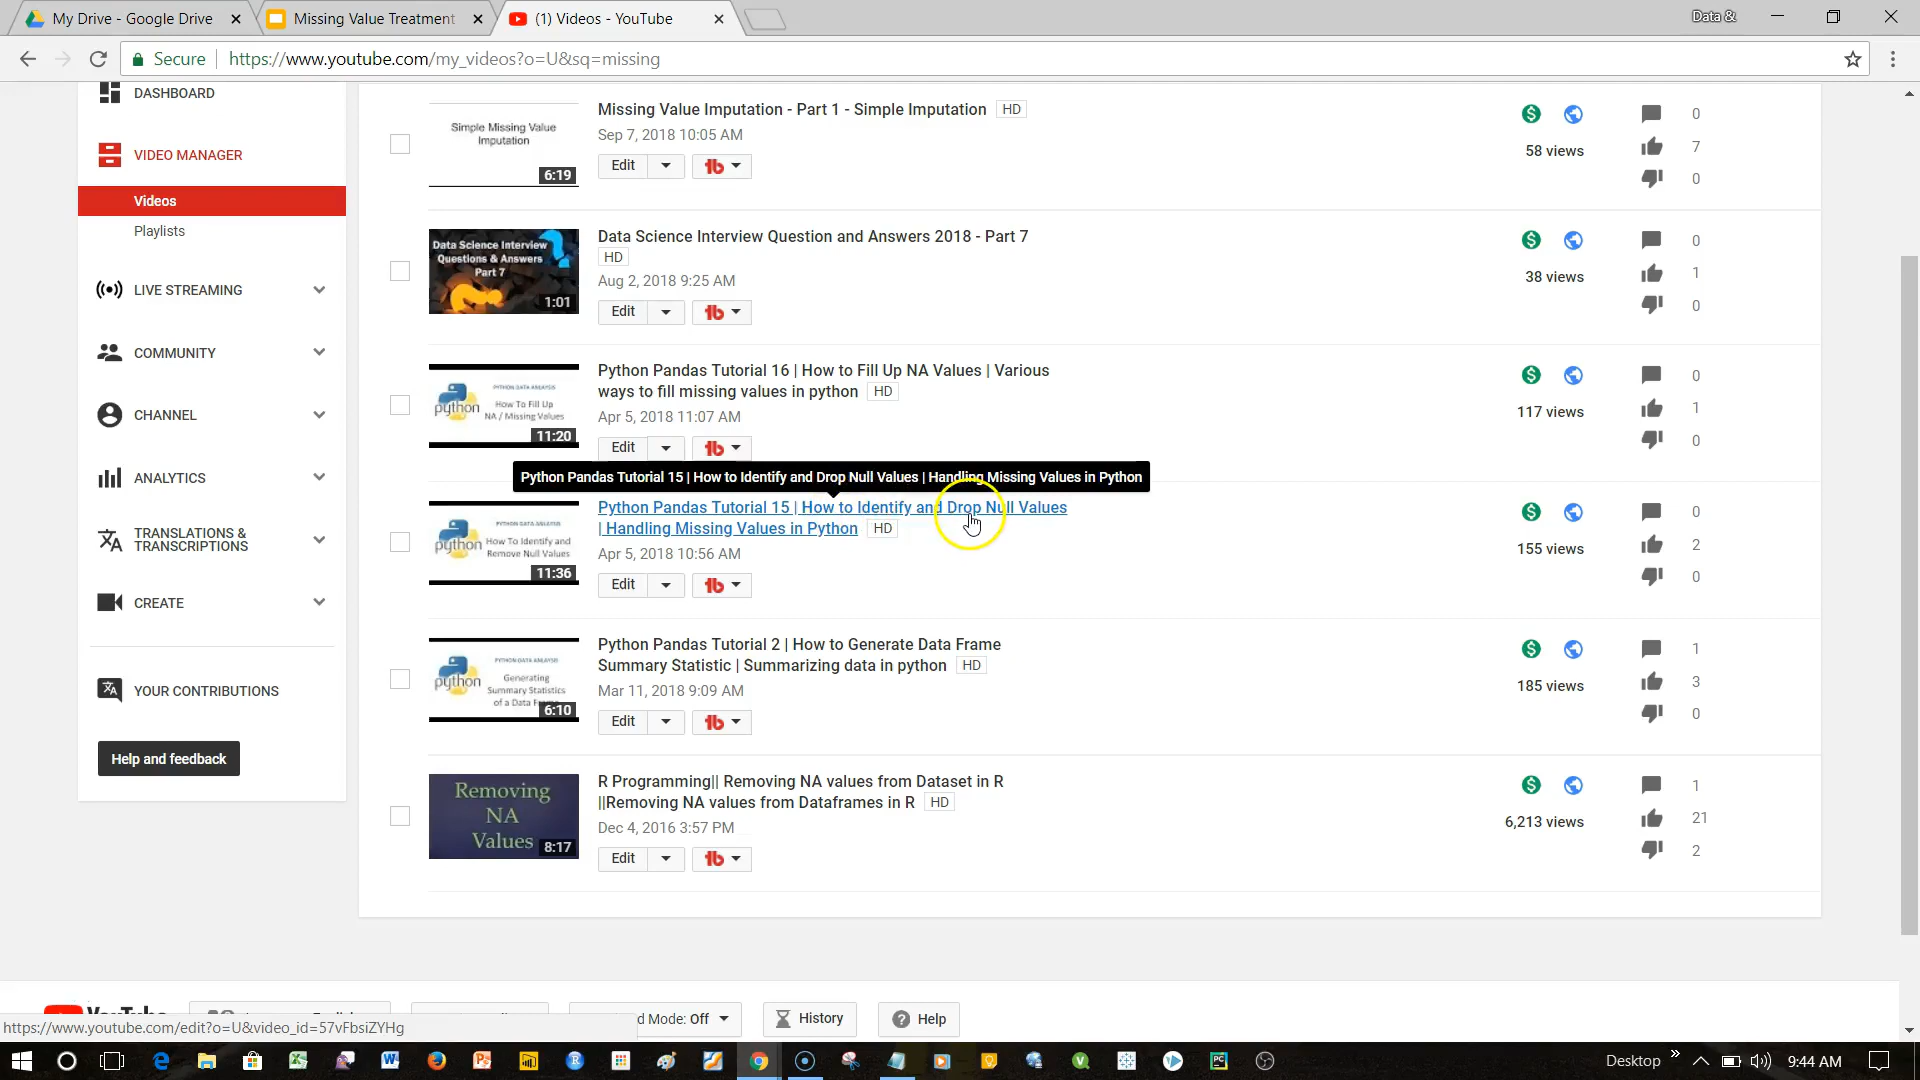 My Drive - Google Drive
Missing Value Treatment
(1) Videos - YouTube
Data &
Secure
https://www.youtube.com/my_videos?o=U&sq=missing
DASHBOARD
VIDEO MANAGER
Videos
Playlists
LIVE STREAMING
COMMUNITY
CHANNEL
ANALYTICS
TRANSLATIONS &
TRANSCRIPTIONS
CREATE
YOUR CONTRIBUTIONS
Help and feedback
Simple Missing Value
Imputation
6:19
Missing Value Imputation - Part 1 - Simple Imputation HD
Sep 7, 2018 10:05 AM
Edit
58 views
0
7
0
Data Science Interview
Questions & Answers
Part 7
1:01
Data Science Interview Question and Answers 2018 - Part 7
HD
Aug 2, 2018 9:25 AM
Edit
38 views
0
1
0
PYTHON DATA ANALYSIS
python
How To Fill Up
NA / Missing Values
11:20
Python Pandas Tutorial 16 | How to Fill Up NA Values | Various
ways to fill missing values in python HD
Apr 5, 2018 11:07 AM
Edit
117 views
0
1
0
Python Pandas Tutorial 15 | How to Identify and Drop Null Values | Handling Missing Values in Python
PYTHON DATA ANALYSIS
python
How To Identify and
Remove Null Values
11:36
Python Pandas Tutorial 15 | How to Identify and Drop Null Values
| Handling Missing Values in Python HD
Apr 5, 2018 10:56 AM
Edit
155 views
0
2
0
PYTHON DATA ANALYSIS
python
Generating
Summary Statistics
of a Data
6:10
Python Pandas Tutorial 2 | How to Generate Data Frame
Summary Statistic | Summarizing data in python HD
Mar 11, 2018 9:09 AM
Edit
185 views
1
3
0
Removing
NA
Values
8:17
R Programming|| Removing NA values from Dataset in R
||Removing NA values from Dataframes in R HD
Dec 4, 2016 3:57 PM
Edit
6,213 views
1
21
2
d Mode: Off
History
Help
https://www.youtube.com/edit?o=U&video_id=57vFbsiZYHg
Desktop
9:44 AM